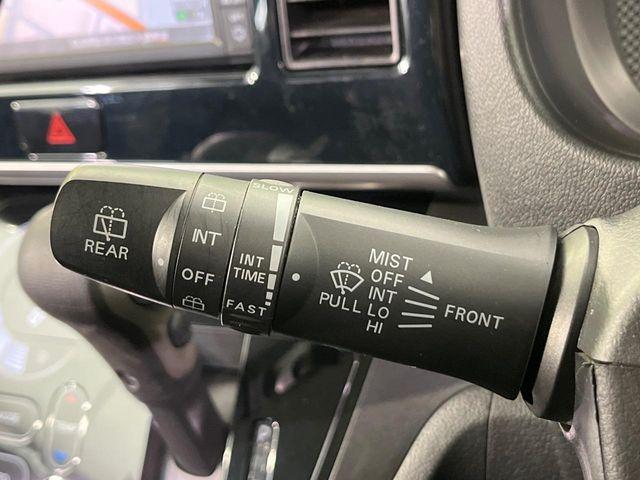 REAR
INT
OFF
SLOW
INT
TIME
FAST
PULL
MIST
OFF
INT
LO
HI
FRONT